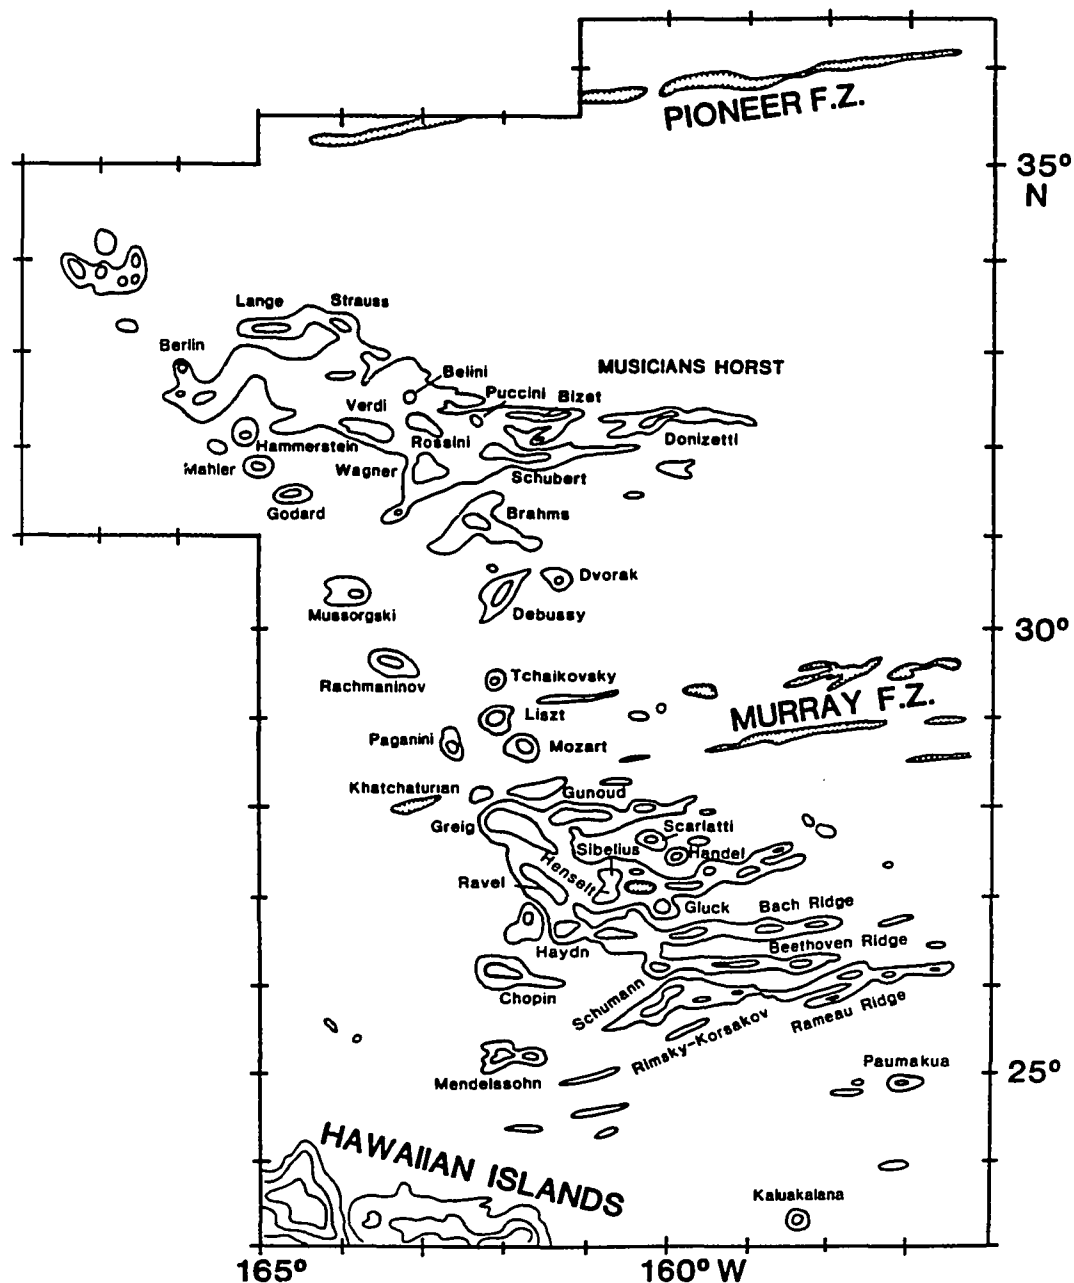 PIONEER F.Z.
35°
N
Lange
Strauss
Berlin
Belini
MUSICIANS HORST
Puccini
Bizet
Verdi
Donizetti
Rossini
Hammerstein
Mahler
Wagner
Schubert
Godard
Brahms
Dvorak
Mussorgski
Debussy
30°
Tchaikovsky
Rachmaninov
MURRAY F.Z.
Liszt
Paganini
Mozart
Khatchaturian
Gunoud
Greig
Scarlatti
Sibelius
Handel
Henselt
Ravel
Gluck
Bach Ridge
Haydn
Beethoven Ridge
Chopin
Schumann
Rameau Ridge
Rimsky-Korsakov
Paumakua
25°
Mendelssohn
HAWAIIAN ISLANDS
Kaluakalana
165°
160° W